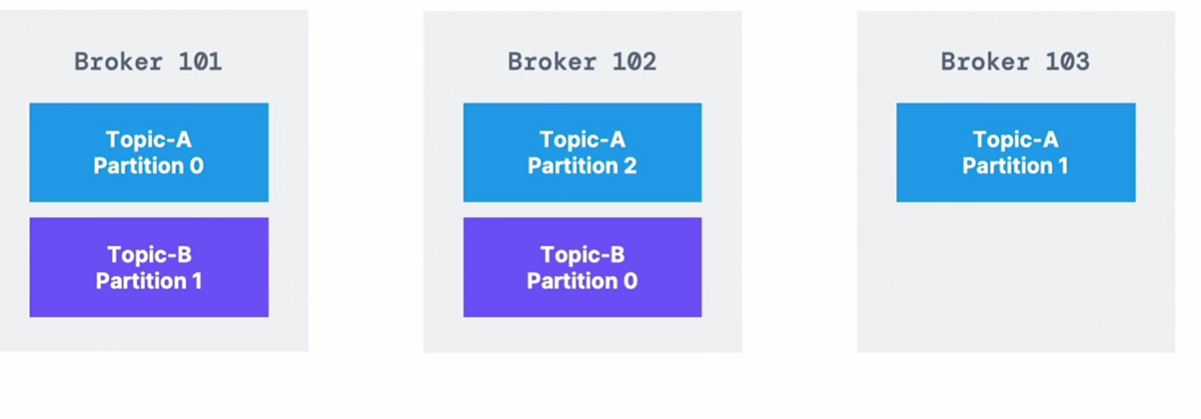 Broker 101
Topic-A
Partition 0
Topic-B
Partition 1
Broker 102
Topic-A
Partition 2
Topic-B
Partition 0
Broker 103
Topic-A
Partition 1